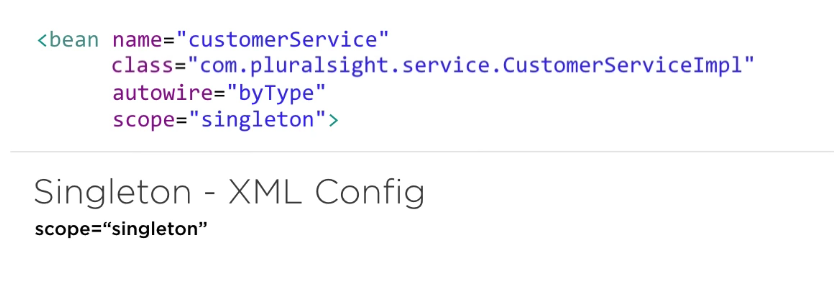 <bean name="customerService"
class="com.pluralsight.service.CustomerServiceImpl"
autowire="byType"
scope="singleton">
Singleton - XML Config
scope=“singleton”